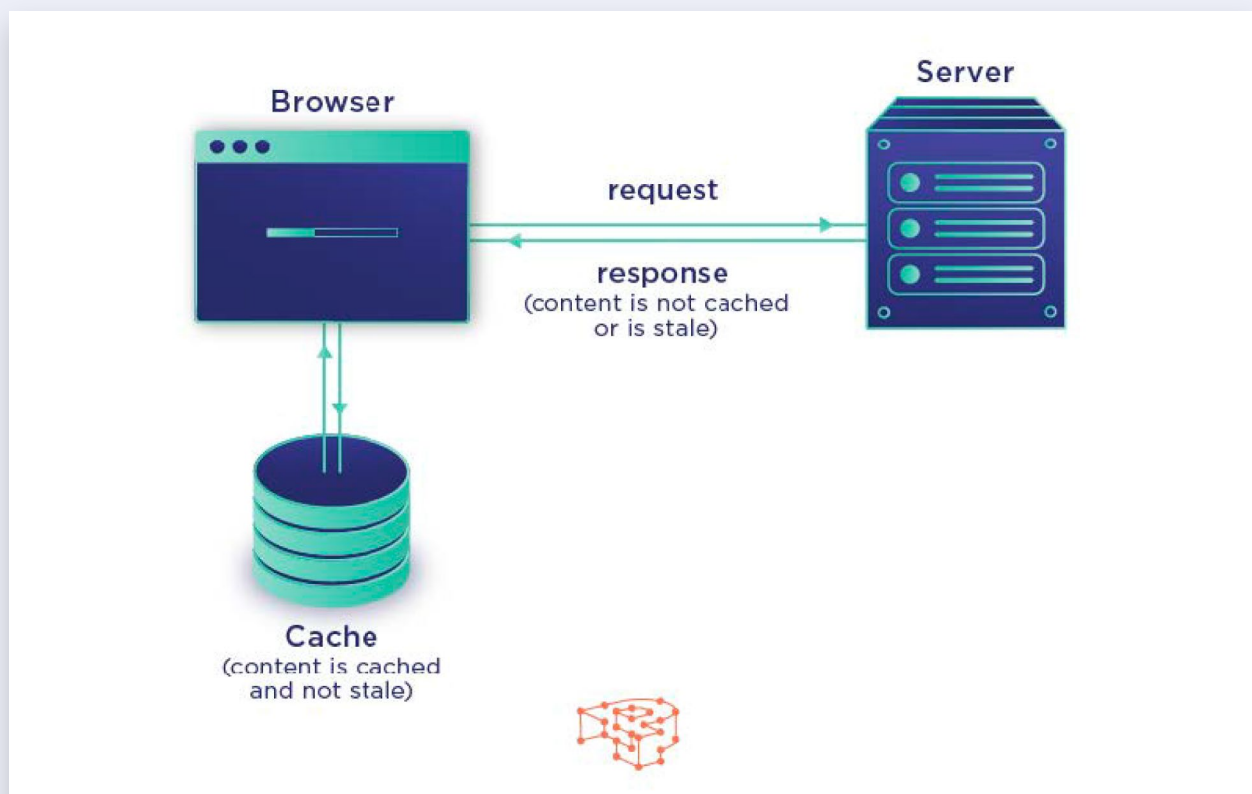 Browser
Server
request
response
(content is not cached
or is stale)
Cache
(content is cached
and not stale)